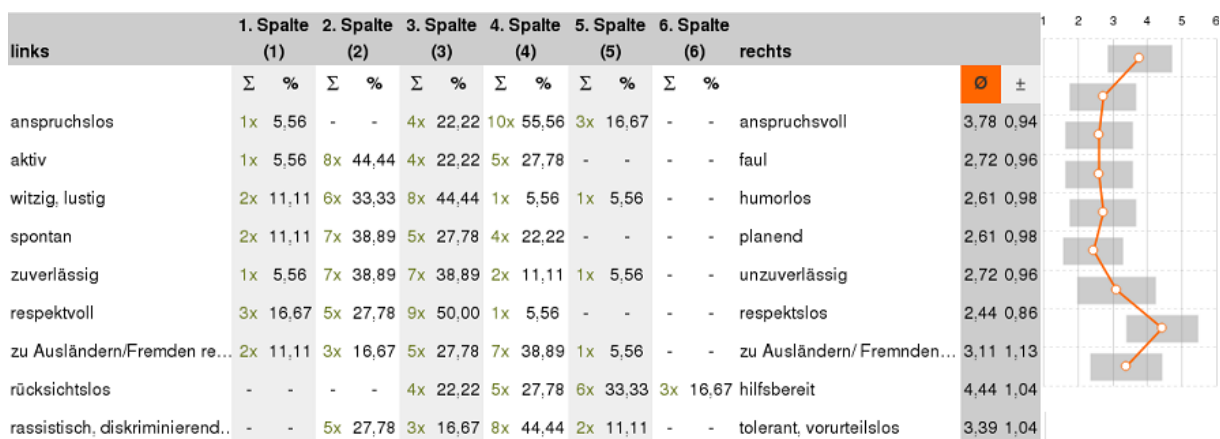 1. Spalte 2. Spalte 3. Spalte 4. Spalte 5. Spalte 6. Spalte 1 2 3 4 5 6
links (1) (2) (3) (4) (5) (6) rechts
Σ % Σ % Σ % Σ % Σ % Σ % Ø ±
anspruchslos 1x 5,56 - - 4x 22,22 10x 55,56 3x 16,67 anspruchsvoll 3,78 0,94
aktiv 1x 5,56 8x 44,44 4x 22,22 5x 27,78 - - - - faul 2,72 0,96
witzig, lustig 2x 11,11 6x 33,33 8x 44,44 1x 5,56 1x 5,56 - - humorlos 2,61 0,98
spontan 2x 11,11 7x 38,89 5x 27,78 4x 22,22 - - - - planend 2,61 0,98
zuverlässig 1x 5,56 7x 38,89 7x 38,89 2x 11,11 1x 5,56 - - unzuverlässig 2,72 0,96
respektvoll 3x 16,67 5x 27,78 9x 50,00 1x 5,56 - - - - respektslos 2,44 0,86
zu Ausländern/Fremden re... 2x 11,11 3x 16,67 5x 27,78 7x 38,89 1x 5,56 - - zu Ausländern/ Fremnden... 3,11 1,13
rücksichtslos - - - - 4x 22,22 5x 27,78 6x 33,33 3x 16,67 hilfsbereit 4,44 1,04
rassistisch, diskriminierend.. - - 5x 27,78 3x 16,67 8x 44,44 2x 11,11 - - tolerant, vorurteilslos 3,39 1,04